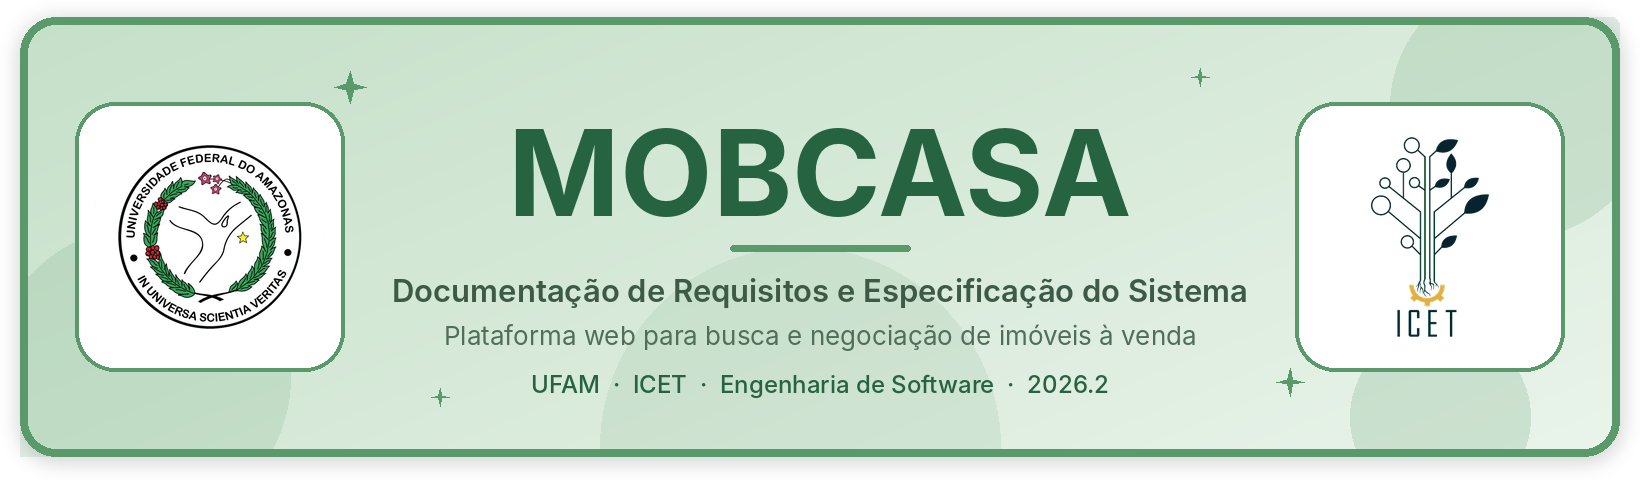 UNIVERSIDADE FEDERAL DO AMAZONAS
IN UNIVERSA SCIENTIA VERITAS
MOBCASA
Documentação de Requisitos e Especificação do Sistema
Plataforma web para busca e negociação de imóveis à venda
UFAM · ICET · Engenharia de Software · 2026.2
ICET